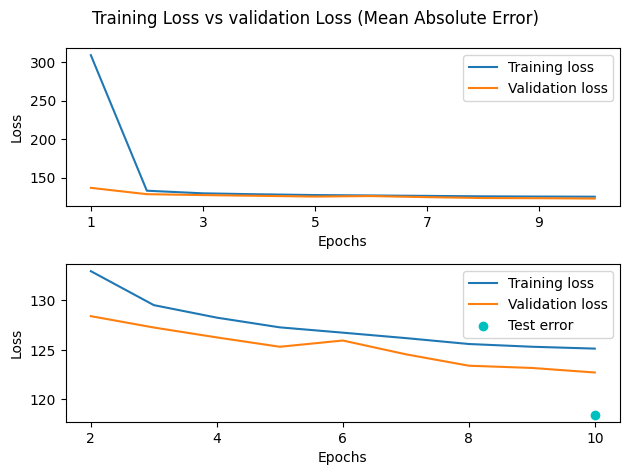 Training Loss vs validation Loss (Mean Absolute Error)
300
250
200
150
Loss
Training loss
Validation loss
1 3 5 7 9
Epochs
130
125
120
Loss
Training loss
Validation loss
Test error
2 4 6 8 10
Epochs